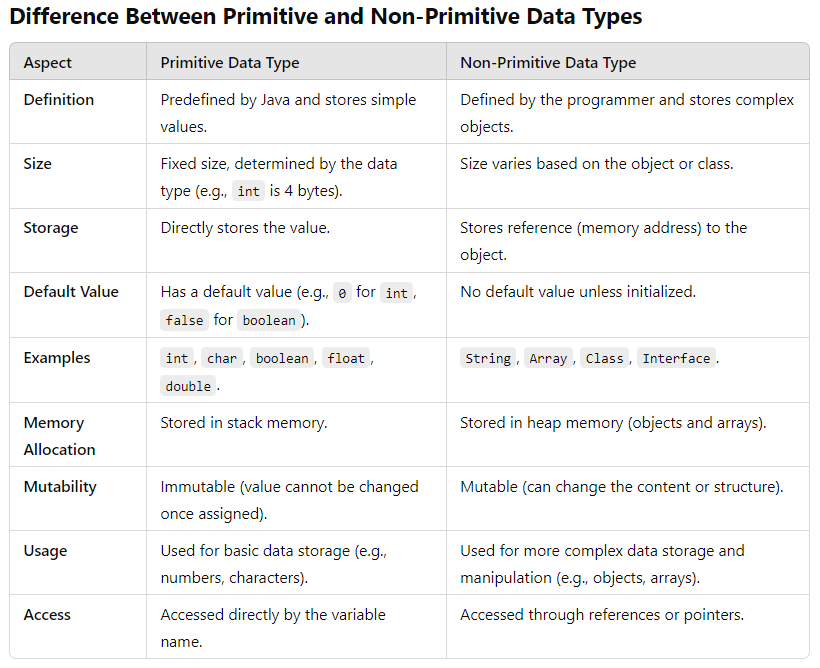 Difference Between Primitive and Non-Primitive Data Types
Aspect Primitive Data Type Non-Primitive Data Type
Definition Predefined by Java and stores simple Defined by the programmer and stores complex
values. objects.
Size Fixed size, determined by the data Size varies based on the object or class.
type (e.g., int is 4 bytes).
Storage Directly stores the value. Stores reference (memory address) to the
object.
Default Value Has a default value (e.g., 0 for int, No default value unless initialized.
false for boolean).
Examples int, char, boolean, float, String, Array, Class, Interface.
double.
Memory Stored in stack memory. Stored in heap memory (objects and arrays).
Allocation
Mutability Immutable (value cannot be changed Mutable (can change the content or structure).
once assigned).
Usage Used for basic data storage (e.g., Used for more complex data storage and
numbers, characters). manipulation (e.g., objects, arrays).
Access Accessed directly by the variable Accessed through references or pointers.
name.